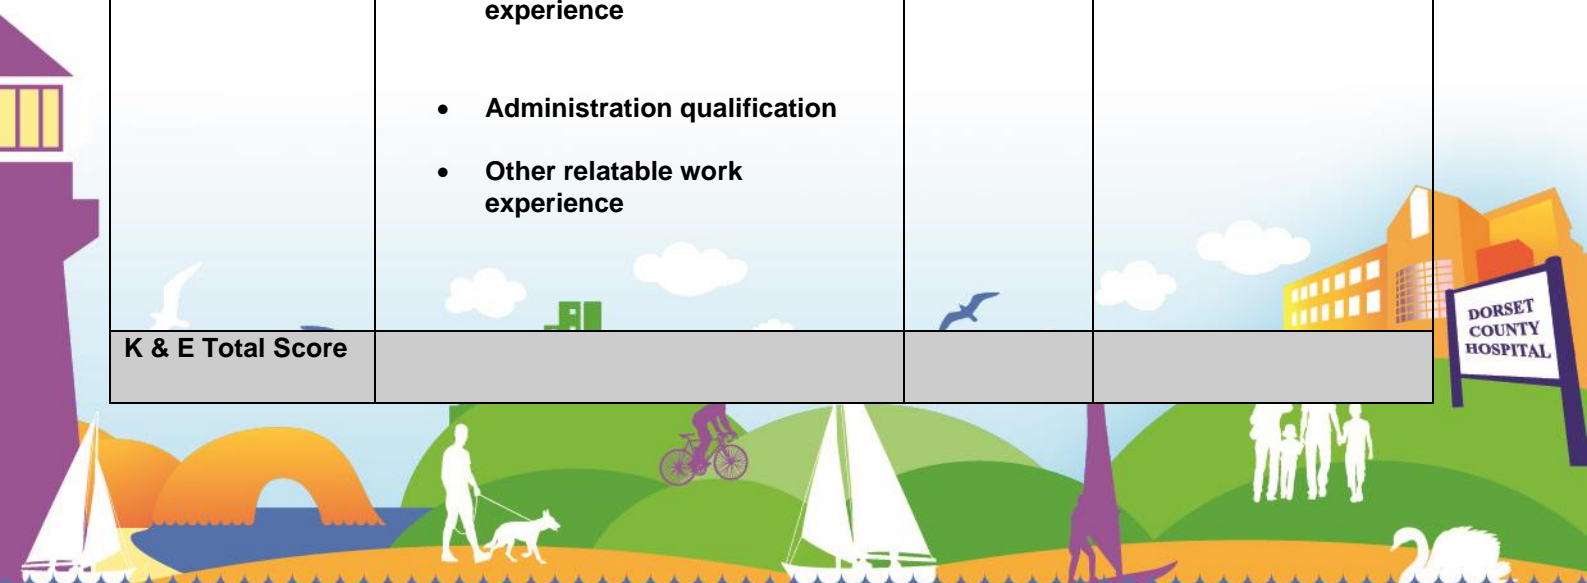 experience
• Administration qualification
• Other relatable work
experience
K & E Total Score
DORSET
COUNTY
HOSPITAL